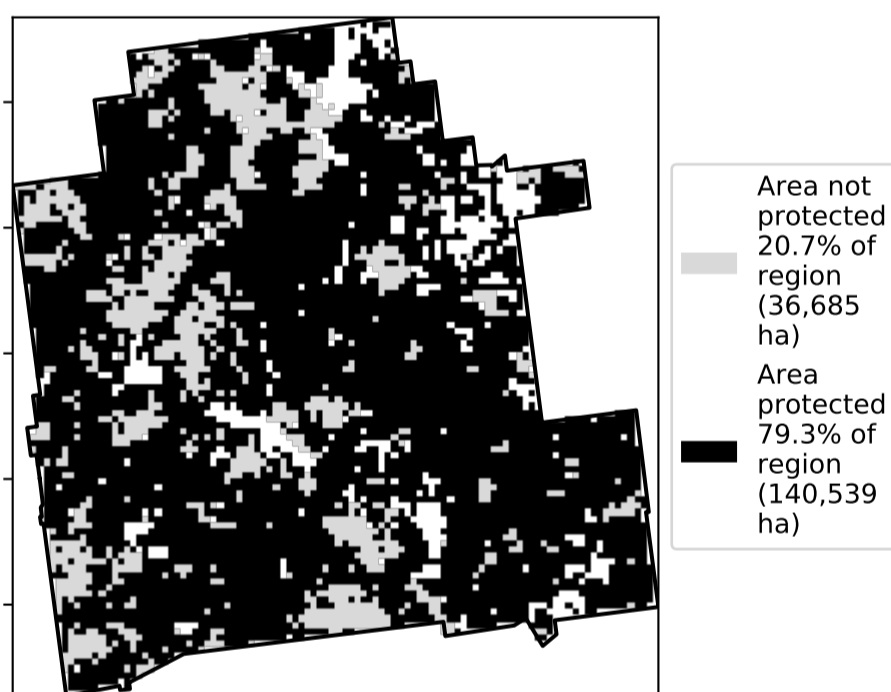 Area not
protected
20.7% of
region
(36,685
ha)
Area
protected
79.3% of
region
(140,539
ha)